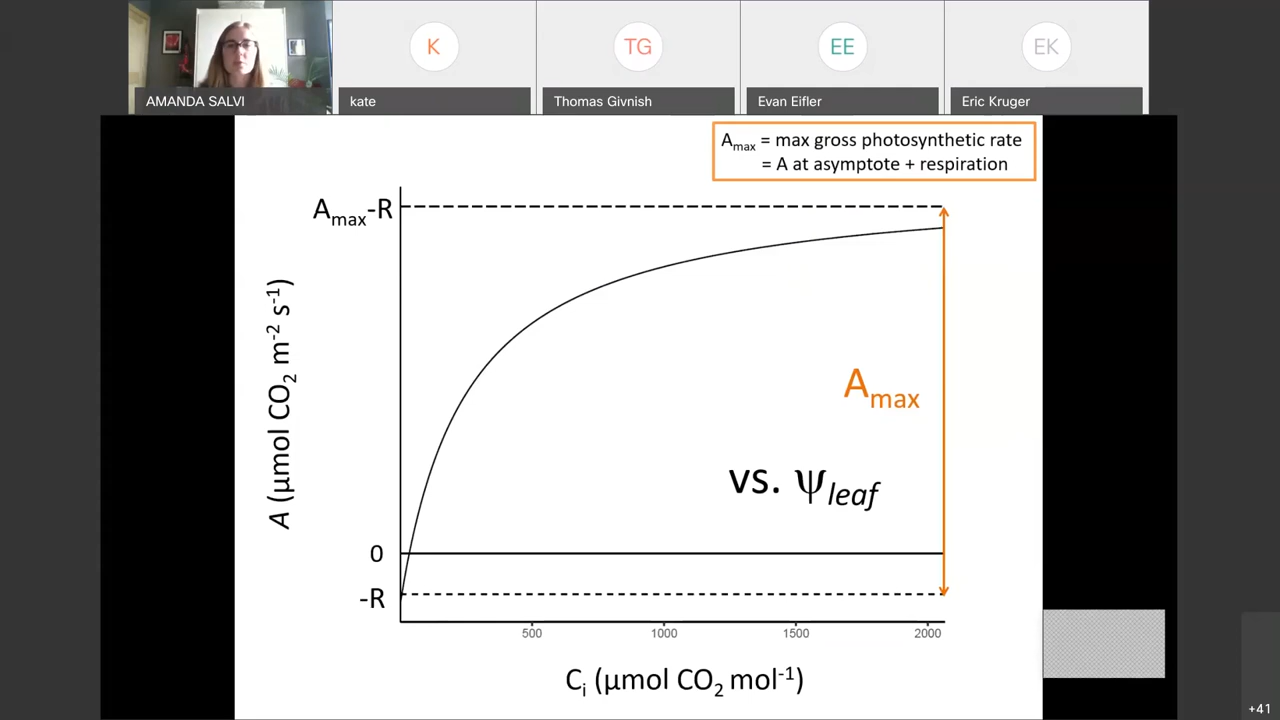 K
TG
EE
EK
AMANDA SALVI
kate
Thomas Givnish
Evan Eifler
Eric Kruger
Amax = max gross photosynthetic rate
= A at asymptote + respiration
Amax-R
A (µmol CO2 m-2 s-1)
Amax
vs. ψleaf
0
-R
500
1000
1500
2000
Ci (µmol CO2 mol-1)
+41